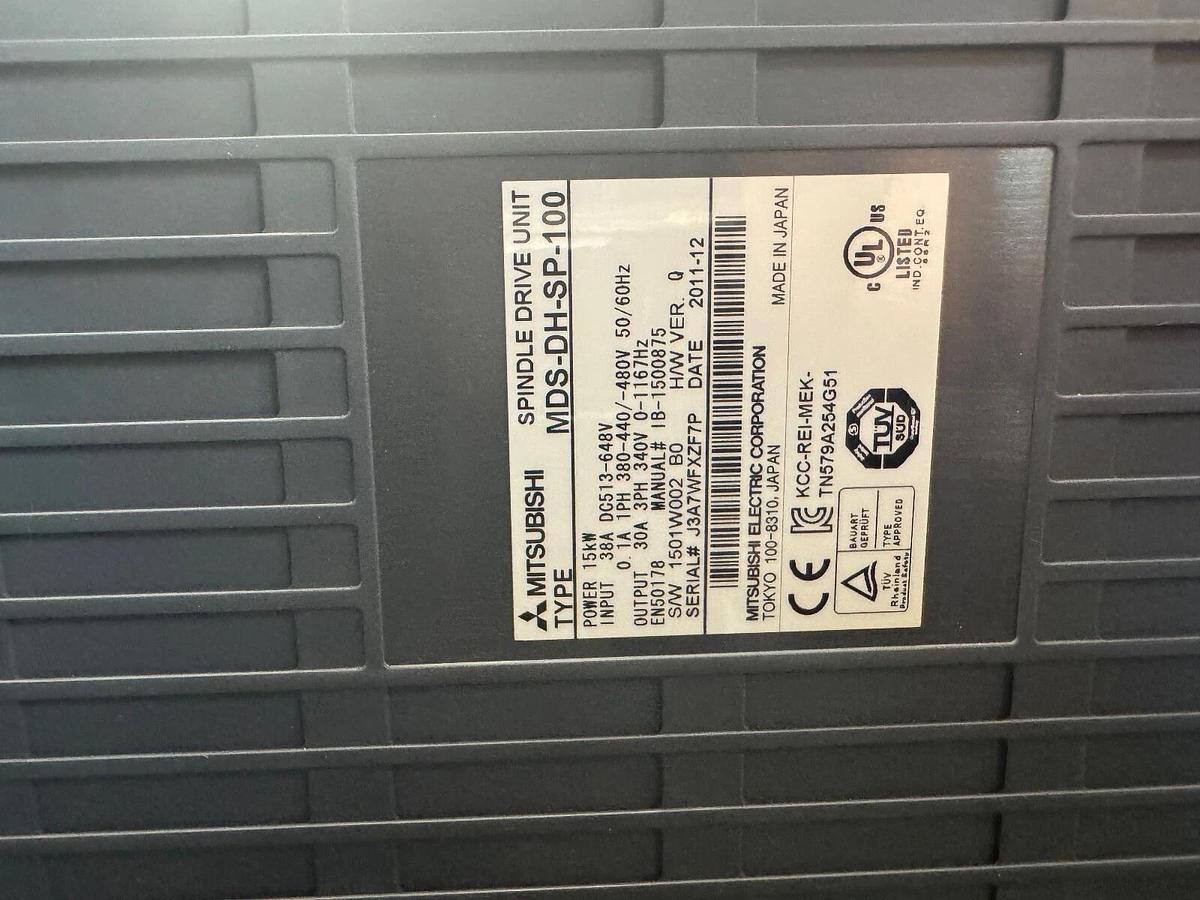 MITSUBISHI SPINDLE DRIVE UNIT
TYPE MDS-DH-SP-100
POWER 15kW
INPUT 38A DC513-648V
0.1A 1PH 380-440/-480V 50/60Hz
OUTPUT 30A 3PH 340V 0-1167Hz
EN50178 MANUAL# IB-1500875
S/W 1501W002 B0 H/W VER. Q
SERIAL# J3A7WFXZF7P DATE 2011-12
MITSUBISHI ELECTRIC CORPORATION
TOKYO 100-8310, JAPAN MADE IN JAPAN
CE KCC-REI-MEK-
TN579A254G51
TÜV
Rheinland
Product Safety
BAUART
GEPRÜFT
TYPE
APPROVED
TÜV
SÜD
C UL US
®
LISTED
IND.CONT.EQ.